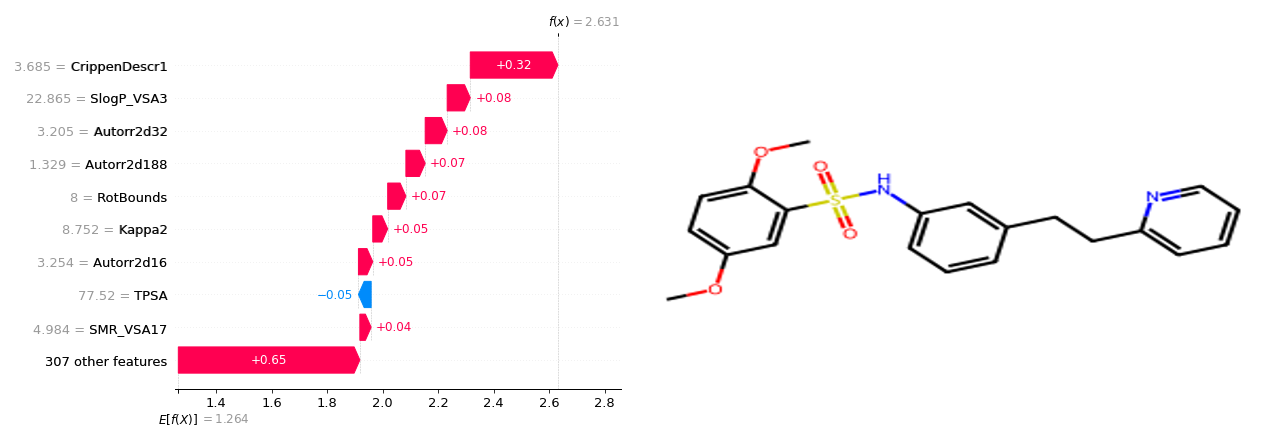 f(x) = 2.631
3.685 = CrippenDescr1
+0.32
22.865 = SlogP_VSA3
+0.08
3.205 = Autorr2d32
+0.08
1.329 = Autorr2d188
+0.07
8 = RotBounds
+0.07
8.752 = Kappa2
+0.05
3.254 = Autorr2d16
+0.05
77.52 = TPSA
−0.05
4.984 = SMR_VSA17
+0.04
307 other features
+0.65
1.4 1.6 1.8 2.0 2.2 2.4 2.6 2.8
E[f(X)] = 1.264
O
O
S
O
H
N
N
O